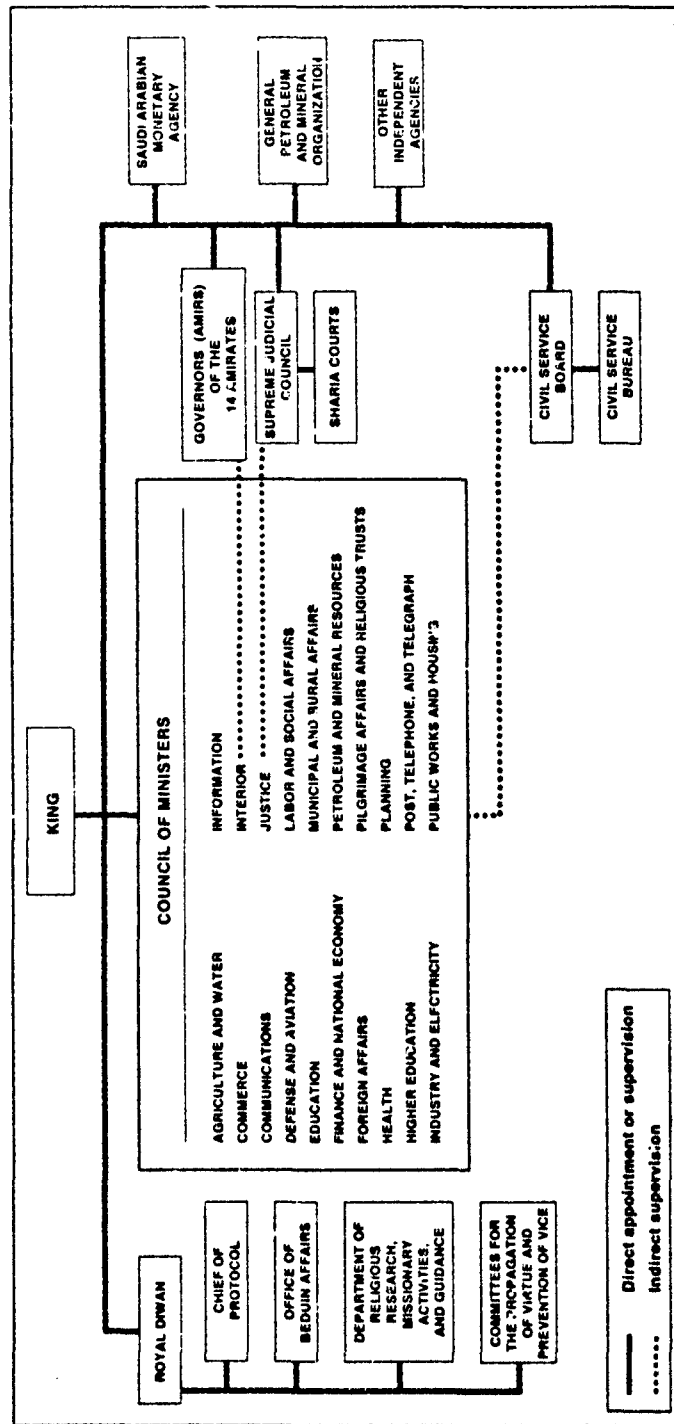 KING
ROYAL DIWAN
CHIEF OF
PROTOCOL
OFFICE OF
BEDUIN AFFAIRS
DEPARTMENT OF
RELIGIOUS
RESEARCH,
MISSIONARY
ACTIVITIES,
AND GUIDANCE
COMMITTEES FOR
THE PROPAGATION
OF VIRTUE AND
PREVENTION OF VICE
COUNCIL OF MINISTERS
AGRICULTURE AND WATER
COMMERCE
COMMUNICATIONS
DEFENSE AND AVIATION
EDUCATION
FINANCE AND NATIONAL ECONOMY
FOREIGN AFFAIRS
HEALTH
HIGHER EDUCATION
INDUSTRY AND ELECTRICITY
INFORMATION
INTERIOR
JUSTICE
LABOR AND SOCIAL AFFAIRS
MUNICIPAL AND RURAL AFFAIRS
PETROLEUM AND MINERAL RESOURCES
PILGRIMAGE AFFAIRS AND RELIGIOUS TRUSTS
PLANNING
POST, TELEPHONE, AND TELEGRAPH
PUBLIC WORKS AND HOUSING
GOVERNORS (AMIRS)
OF THE
14 AMIRATES
SUPREME JUDICIAL
COUNCIL
SHARIA COURTS
CIVIL SERVICE
BOARD
CIVIL SERVICE
BUREAU
SAUDI ARABIAN
MONETARY
AGENCY
GENERAL
PETROLEUM
AND MINERAL
ORGANIZATION
OTHER
INDEPENDENT
AGENCIES
Direct appointment or supervision
Indirect supervision